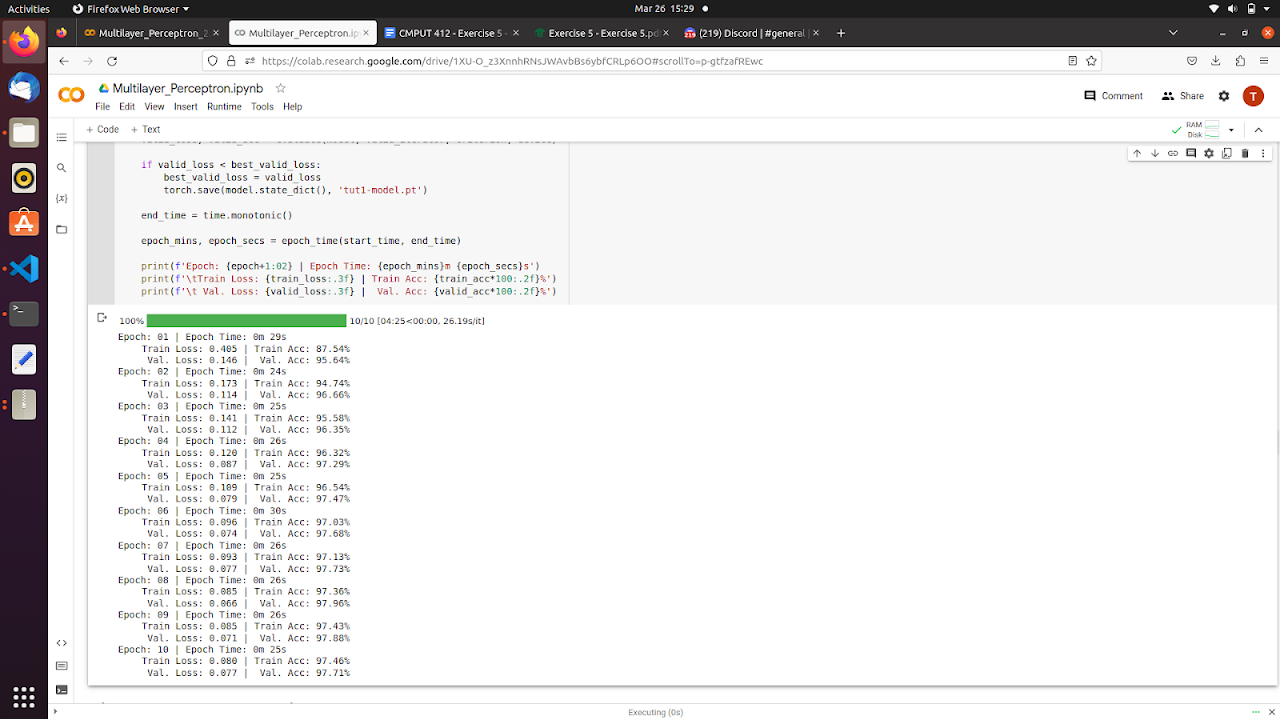 Activities
Firefox Web Browser
Mar 26 15:29
Multilayer_Perceptron_2
Multilayer_Perceptron.ip
CMPUT 412 - Exercise 5 -
Exercise 5 - Exercise 5.pd
(219) Discord | #general |
https://colab.research.google.com/drive/1XU-O_z3XnnhRNsJWAvbBs6ybfCRLp6OO#scrollTo=p-gtfzafREwc
Multilayer_Perceptron.ipynb
File Edit View Insert Runtime Tools Help
Comment
Share
T
+ Code + Text
RAM
Disk
if valid_loss < best_valid_loss:
best_valid_loss = valid_loss
torch.save(model.state_dict(), 'tut1-model.pt')
end_time = time.monotonic()
epoch_mins, epoch_secs = epoch_time(start_time, end_time)
print(f'Epoch: {epoch+1:02} | Epoch Time: {epoch_mins}m {epoch_secs}s')
print(f'\tTrain Loss: {train_loss:.3f} | Train Acc: {train_acc*100:.2f}%')
print(f'\t Val. Loss: {valid_loss:.3f} |  Val. Acc: {valid_acc*100:.2f}%')
100% 10/10 [04:25<00:00, 26.19s/it]
Epoch: 01 | Epoch Time: 0m 29s
Train Loss: 0.405 | Train Acc: 87.54%
Val. Loss: 0.146 |  Val. Acc: 95.64%
Epoch: 02 | Epoch Time: 0m 24s
Train Loss: 0.173 | Train Acc: 94.74%
Val. Loss: 0.114 |  Val. Acc: 96.66%
Epoch: 03 | Epoch Time: 0m 25s
Train Loss: 0.141 | Train Acc: 95.58%
Val. Loss: 0.112 |  Val. Acc: 96.35%
Epoch: 04 | Epoch Time: 0m 26s
Train Loss: 0.120 | Train Acc: 96.32%
Val. Loss: 0.087 |  Val. Acc: 97.29%
Epoch: 05 | Epoch Time: 0m 25s
Train Loss: 0.109 | Train Acc: 96.54%
Val. Loss: 0.079 |  Val. Acc: 97.47%
Epoch: 06 | Epoch Time: 0m 30s
Train Loss: 0.096 | Train Acc: 97.03%
Val. Loss: 0.074 |  Val. Acc: 97.68%
Epoch: 07 | Epoch Time: 0m 26s
Train Loss: 0.093 | Train Acc: 97.13%
Val. Loss: 0.077 |  Val. Acc: 97.73%
Epoch: 08 | Epoch Time: 0m 26s
Train Loss: 0.085 | Train Acc: 97.36%
Val. Loss: 0.066 |  Val. Acc: 97.96%
Epoch: 09 | Epoch Time: 0m 26s
Train Loss: 0.085 | Train Acc: 97.43%
Val. Loss: 0.071 |  Val. Acc: 97.88%
Epoch: 10 | Epoch Time: 0m 25s
Train Loss: 0.080 | Train Acc: 97.46%
Val. Loss: 0.077 |  Val. Acc: 97.71%
Executing (0s)